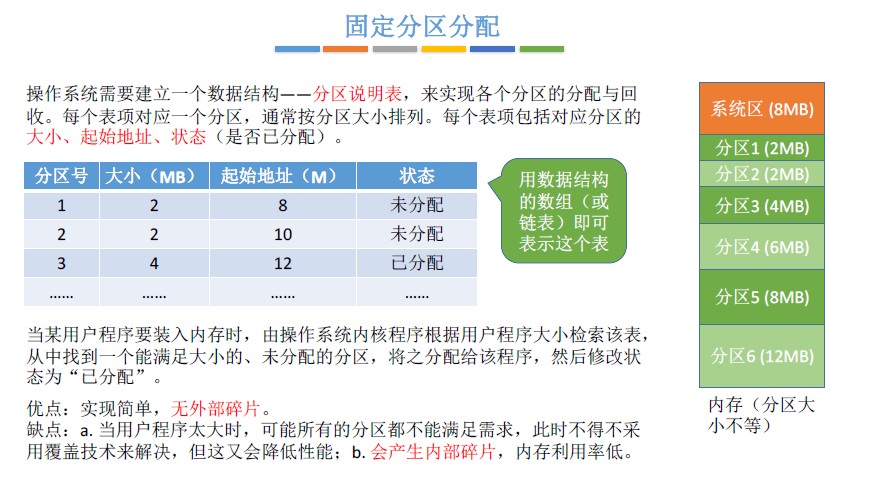 固定分区分配
操作系统需要建立一个数据结构——分区说明表，来实现各个分区的分配与回
收。每个表项对应一个分区，通常按分区大小排列。每个表项包括对应分区的
大小、起始地址、状态（是否已分配）。
分区号 大小（MB） 起始地址（M） 状态
1 2 8 未分配
2 2 10 未分配
3 4 12 已分配
…… …… …… ……
用数据结构
的数组（或
链表）即可
表示这个表
当某用户程序要装入内存时，由操作系统内核程序根据用户程序大小检索该表，
从中找到一个能满足大小的、未分配的分区，将之分配给该程序，然后修改状
态为“已分配”。
优点：实现简单，无外部碎片。
缺点：a. 当用户程序太大时，可能所有的分区都不能满足需求，此时不得不采
用覆盖技术来解决，但这又会降低性能；b. 会产生内部碎片，内存利用率低。
系统区 (8MB)
分区1 (2MB)
分区2 (2MB)
分区3 (4MB)
分区4 (6MB)
分区5 (8MB)
分区6 (12MB)
内存（分区大
小不等）